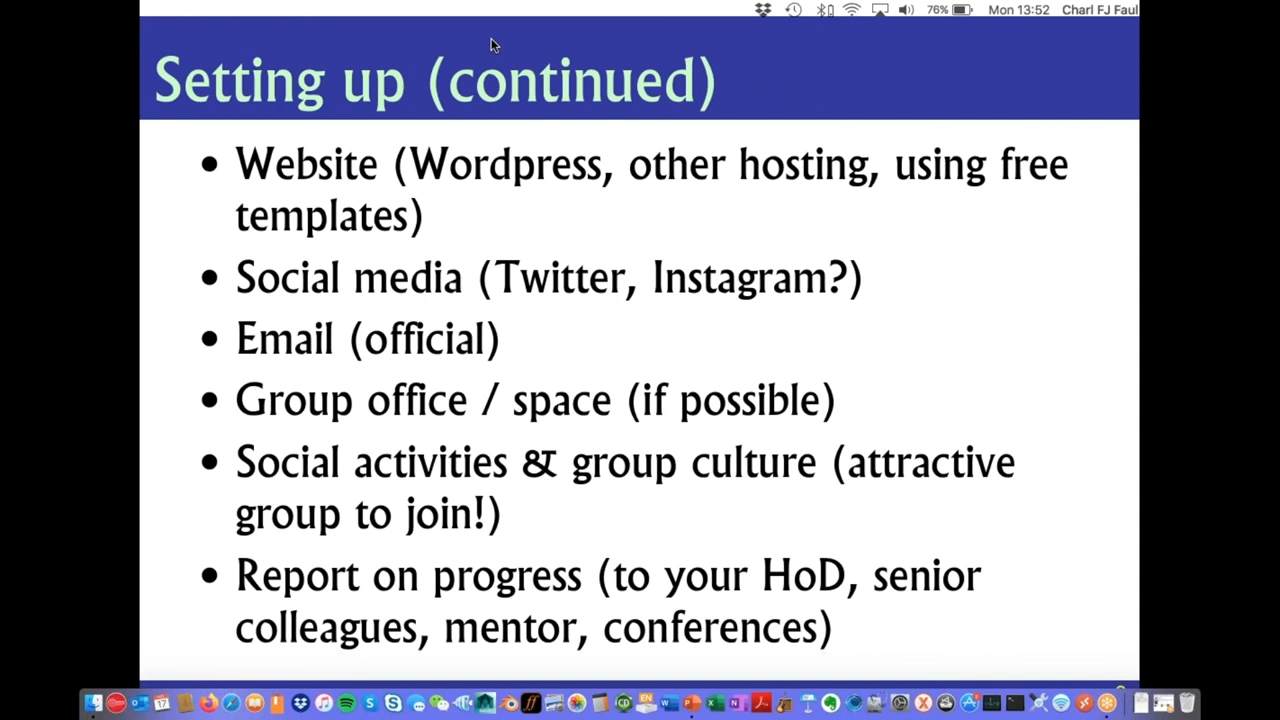 76% Mon 13:52 Charl FJ Faul
Setting up (continued)
• Website (Wordpress, other hosting, using free
templates)
• Social media (Twitter, Instagram?)
• Email (official)
• Group office / space (if possible)
• Social activities & group culture (attractive
group to join!)
• Report on progress (to your HoD, senior
colleagues, mentor, conferences)
17